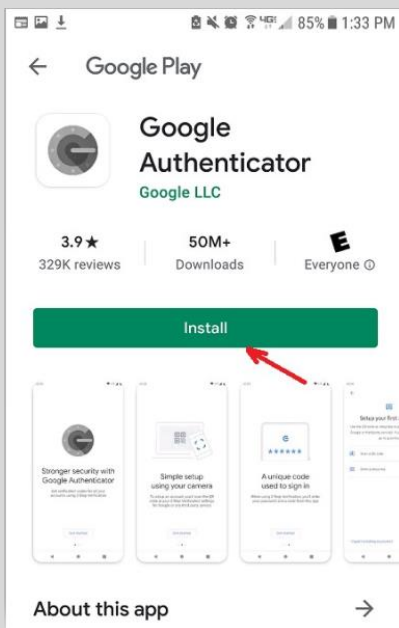 4G 85% 1:33 PM
Google Play
Google
Authenticator
Google LLC
3.9★ 50M+ E
329K reviews Downloads Everyone
Install
Stronger security with
Google Authenticator
Simple setup
using your camera
A unique code
used to sign in
Setup your first
About this app